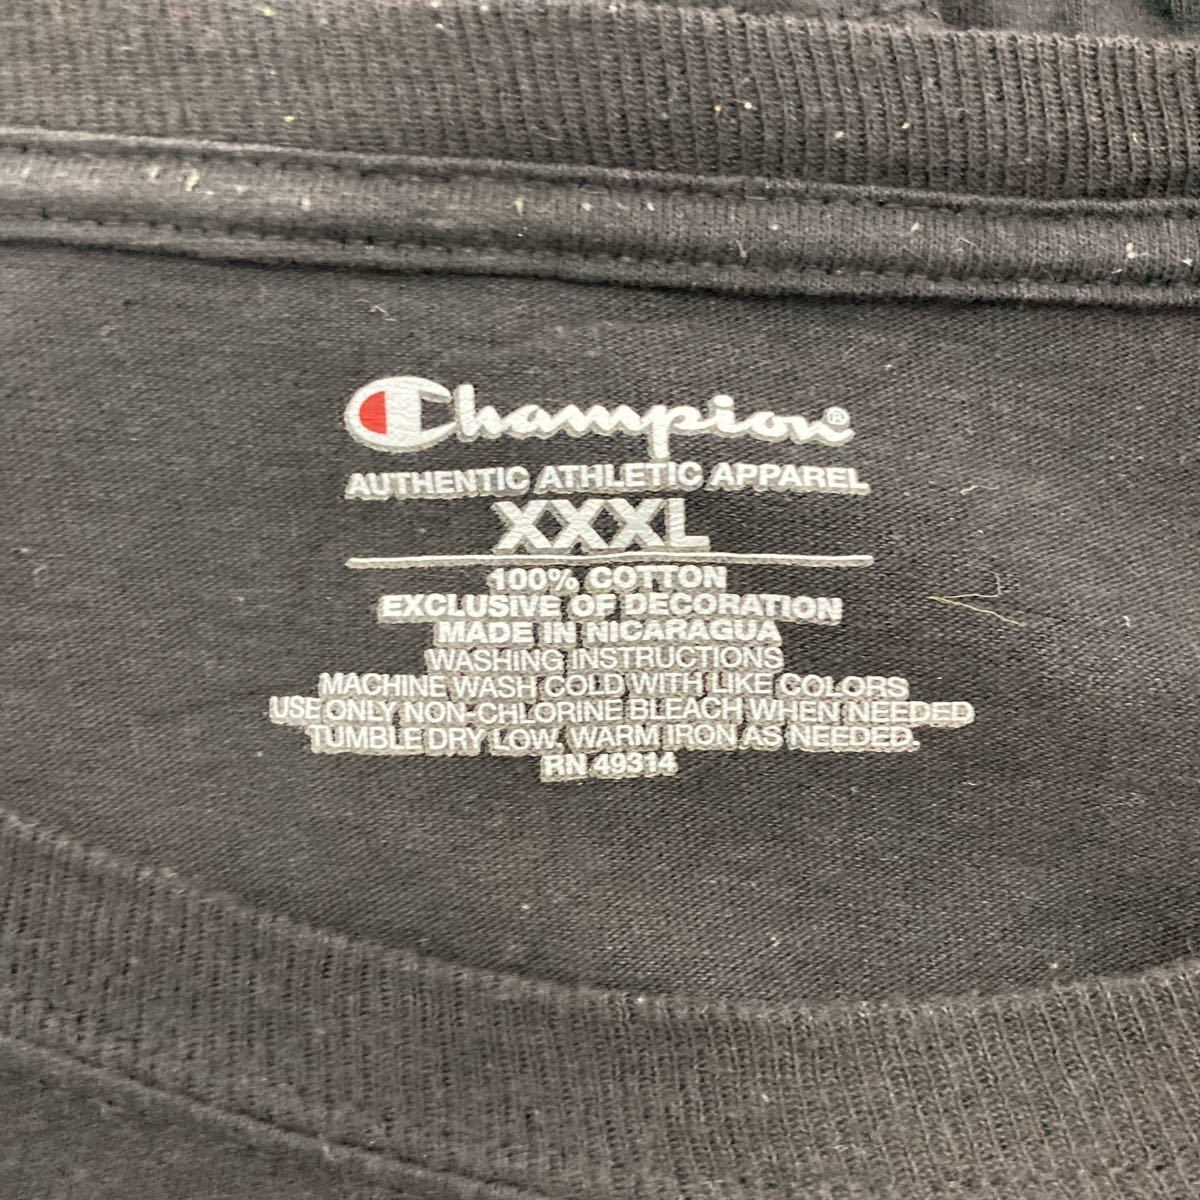 Champion®
AUTHENTIC ATHLETIC APPAREL
XXXL
100% COTTON
EXCLUSIVE OF DECORATION
MADE IN NICARAGUA
WASHING INSTRUCTIONS
MACHINE WASH COLD WITH LIKE COLORS
USE ONLY NON-CHLORINE BLEACH WHEN NEEDED
TUMBLE DRY LOW. WARM IRON AS NEEDED.
RN 49314